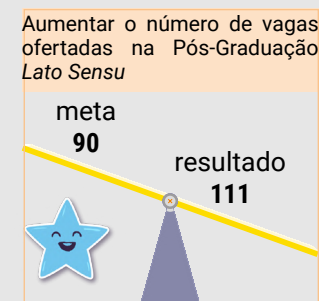 Aumentar o número de vagas
ofertadas na Pós-Graduação
Lato Sensu
meta
90
resultado
111